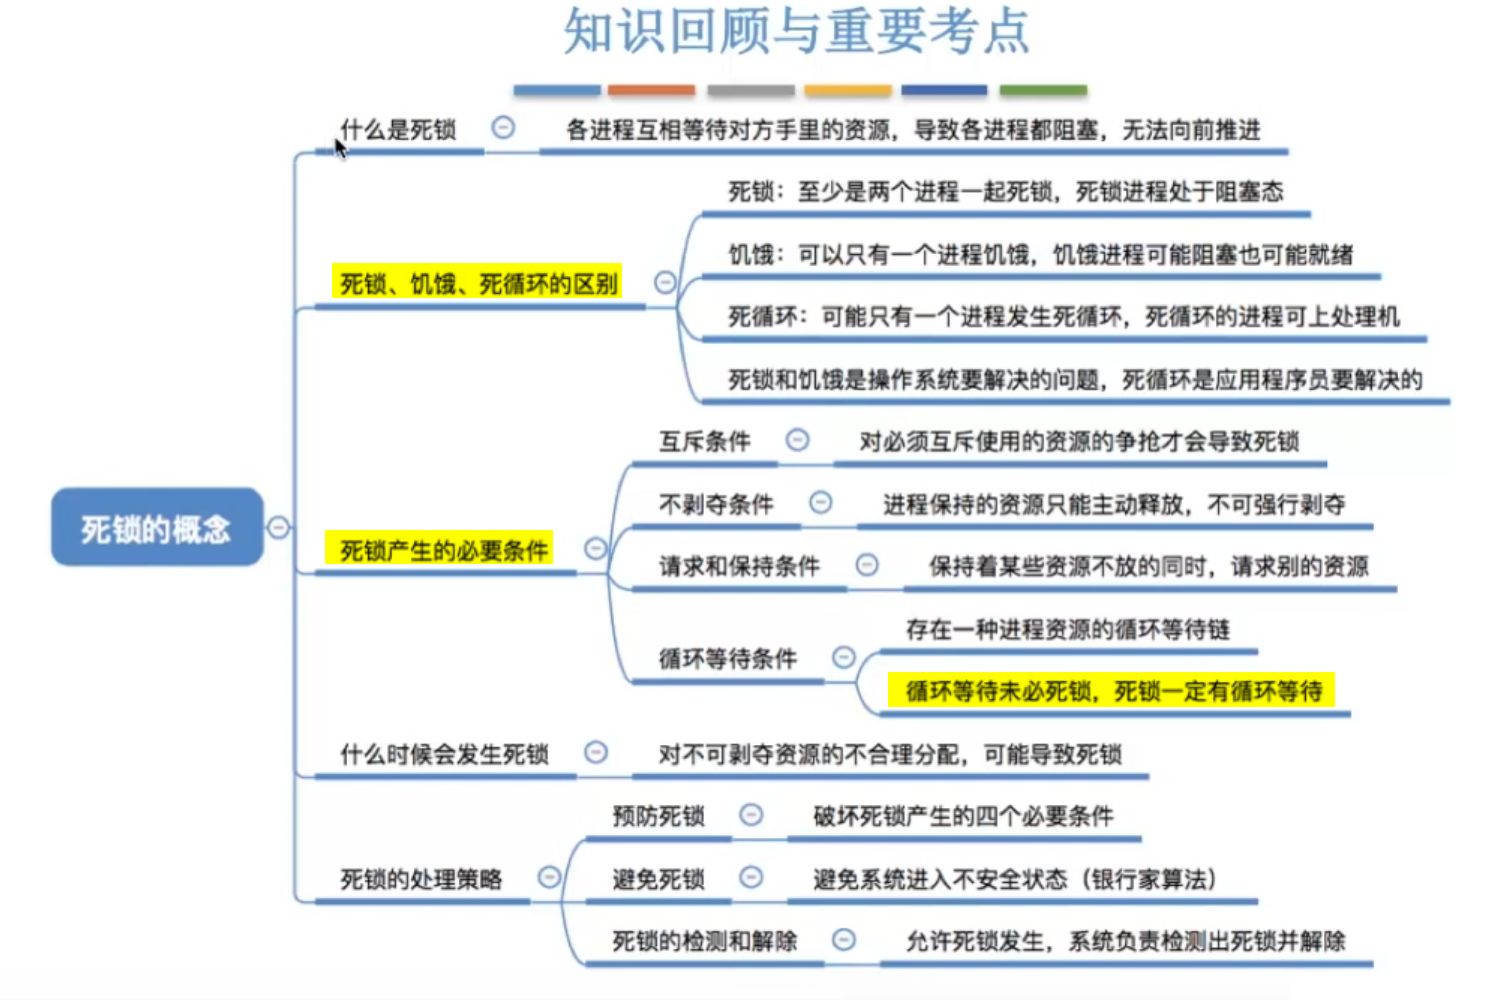 知识回顾与重要考点
什么是死锁
各进程互相等待对方手里的资源，导致各进程都阻塞，无法向前推进
死锁、饥饿、死循环的区别
死锁：至少是两个进程一起死锁，死锁进程处于阻塞态
饥饿：可以只有一个进程饥饿，饥饿进程可能阻塞也可能就绪
死循环：可能只有一个进程发生死循环，死循环的进程可上处理机
死锁和饥饿是操作系统要解决的问题，死循环是应用程序员要解决的
死锁的概念
死锁产生的必要条件
互斥条件
对必须互斥使用的资源的争抢才会导致死锁
不剥夺条件
进程保持的资源只能主动释放，不可强行剥夺
请求和保持条件
保持着某些资源不放的同时，请求别的资源
循环等待条件
存在一种进程资源的循环等待链
循环等待未必死锁，死锁一定有循环等待
什么时候会发生死锁
对不可剥夺资源的不合理分配，可能导致死锁
死锁的处理策略
预防死锁
破坏死锁产生的四个必要条件
避免死锁
避免系统进入不安全状态（银行家算法）
死锁的检测和解除
允许死锁发生，系统负责检测出死锁并解除